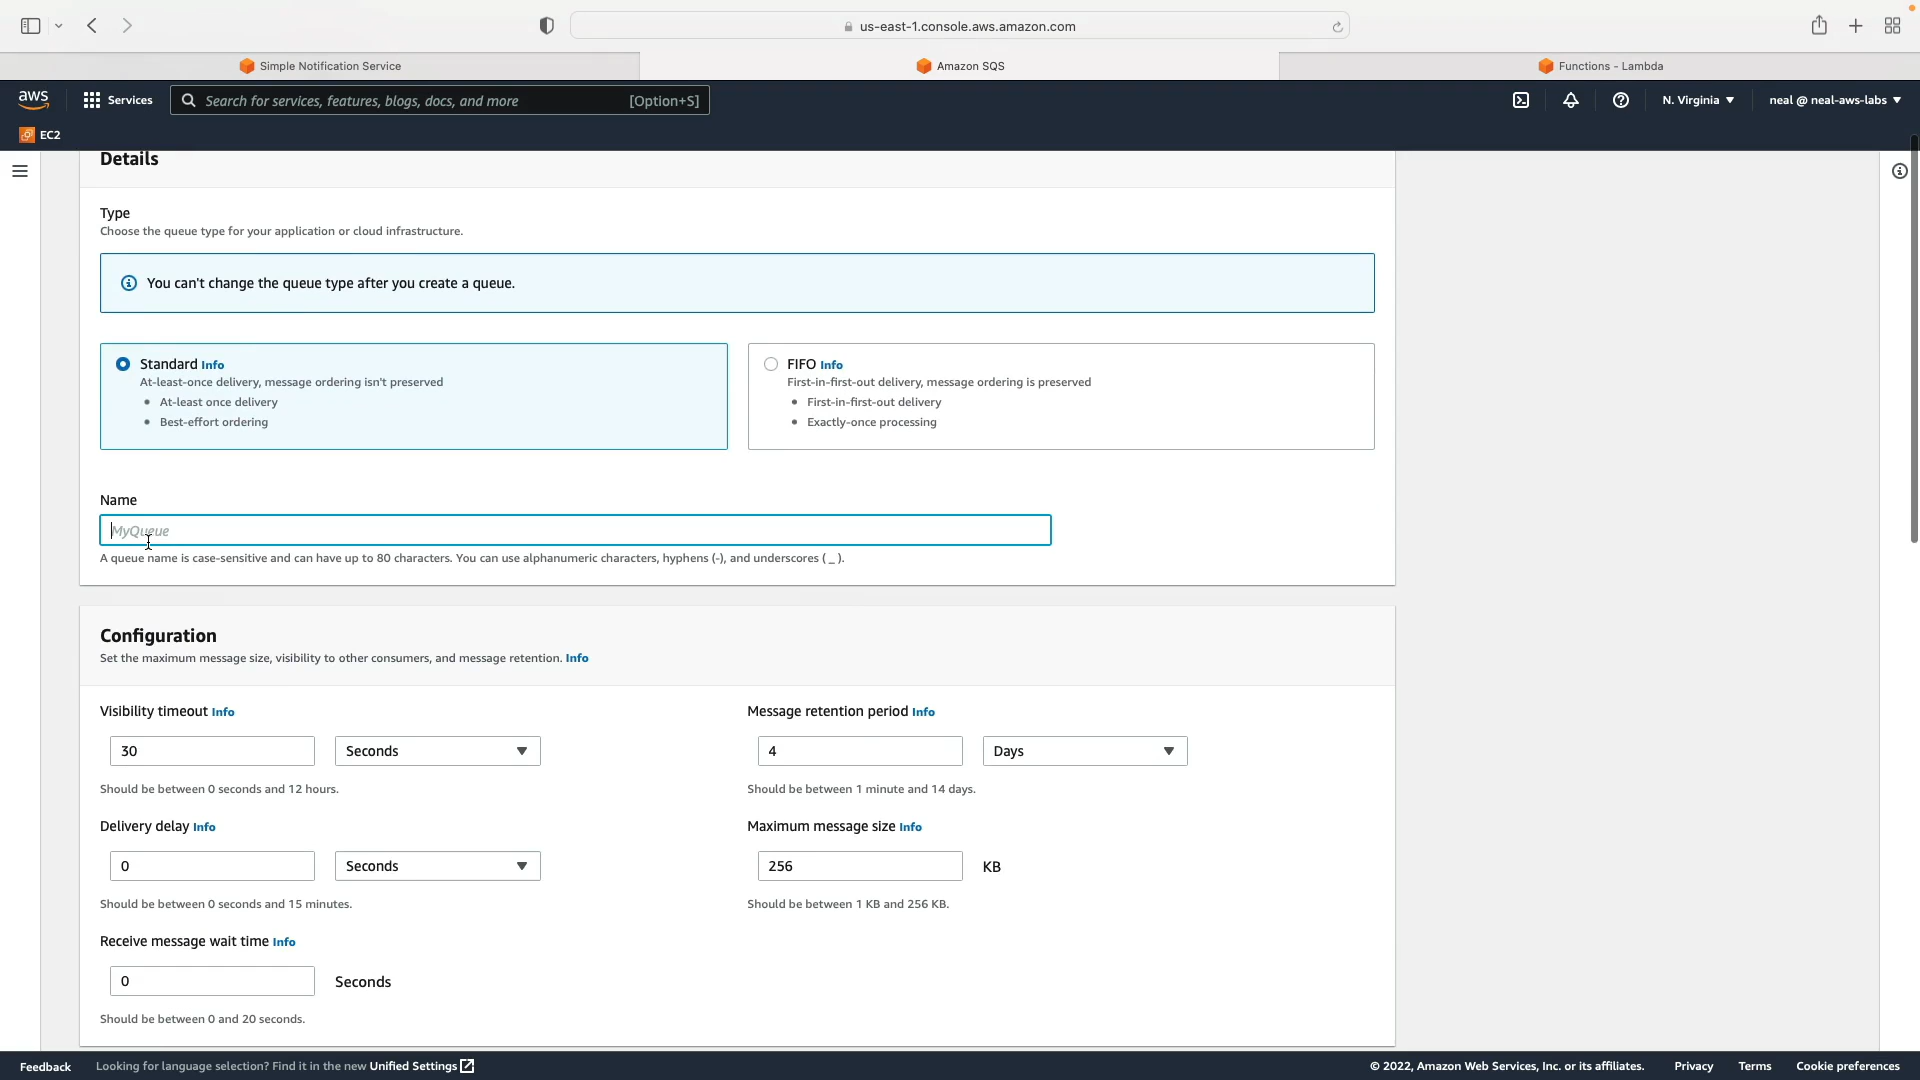 us-east-1.console.aws.amazon.com
Simple Notification Service
Amazon SQS
Functions - Lambda
aws
Services
Search for services, features, blogs, docs, and more
[Option+S]
N. Virginia
neal @ neal-aws-labs
EC2
Details
Type
Choose the queue type for your application or cloud infrastructure.
You can't change the queue type after you create a queue.
Standard Info
At-least-once delivery, message ordering isn't preserved
• At-least once delivery
• Best-effort ordering
FIFO Info
First-in-first-out delivery, message ordering is preserved
• First-in-first-out delivery
• Exactly-once processing
Name
MyQueue
A queue name is case-sensitive and can have up to 80 characters. You can use alphanumeric characters, hyphens (-), and underscores ( _ ).
Configuration
Set the maximum message size, visibility to other consumers, and message retention. Info
Visibility timeout Info
30
Seconds
Should be between 0 seconds and 12 hours.
Message retention period Info
4
Days
Should be between 1 minute and 14 days.
Delivery delay Info
0
Seconds
Should be between 0 seconds and 15 minutes.
Maximum message size Info
256
KB
Should be between 1 KB and 256 KB.
Receive message wait time Info
0
Seconds
Should be between 0 and 20 seconds.
Feedback
Looking for language selection? Find it in the new Unified Settings
© 2022, Amazon Web Services, Inc. or its affiliates.
Privacy
Terms
Cookie preferences